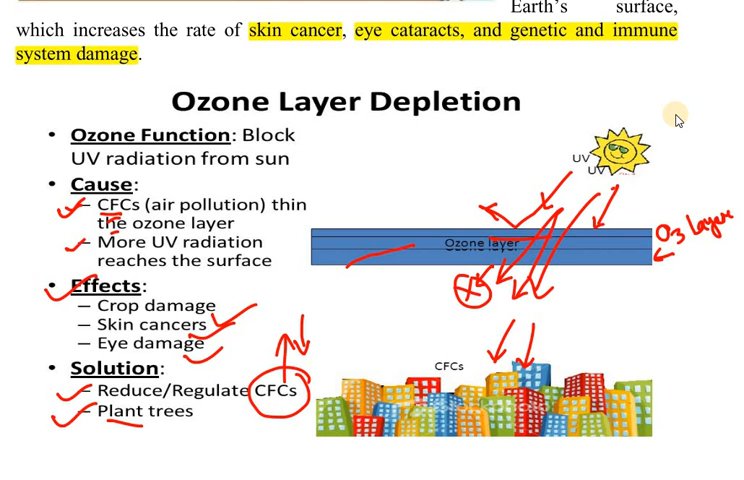 Earth's surface,
which increases the rate of skin cancer, eye cataracts, and genetic and immune
system damage.
Ozone Layer Depletion
• Ozone Function: Block
UV radiation from sun
• Cause:
– CFCs (air pollution) thin
the ozone layer
– More UV radiation
reaches the surface
• Effects:
– Crop damage
– Skin cancers
– Eye damage
• Solution:
– Reduce/Regulate CFCs
– Plant trees
UV
UV
Ozone layer
O3 layer
CFCs